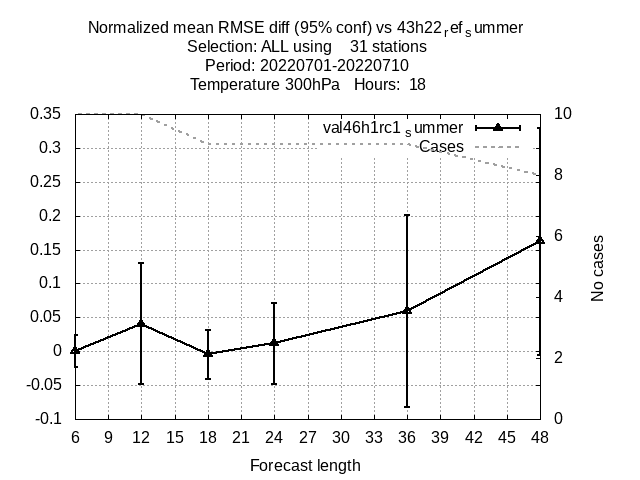 Normalized mean RMSE diff (95% conf) vs 43h22refsummer
Selection: ALL using 31 stations
Period: 20220701-20220710
Temperature 300hPa Hours: 18
val46h1rc1summer
Cases
0.35
0.3
0.25
0.2
0.15
0.1
0.05
0
-0.05
-0.1
10
8
6
4
2
0
No cases
6 9 12 15 18 21 24 27 30 33 36 39 42 45 48
Forecast length